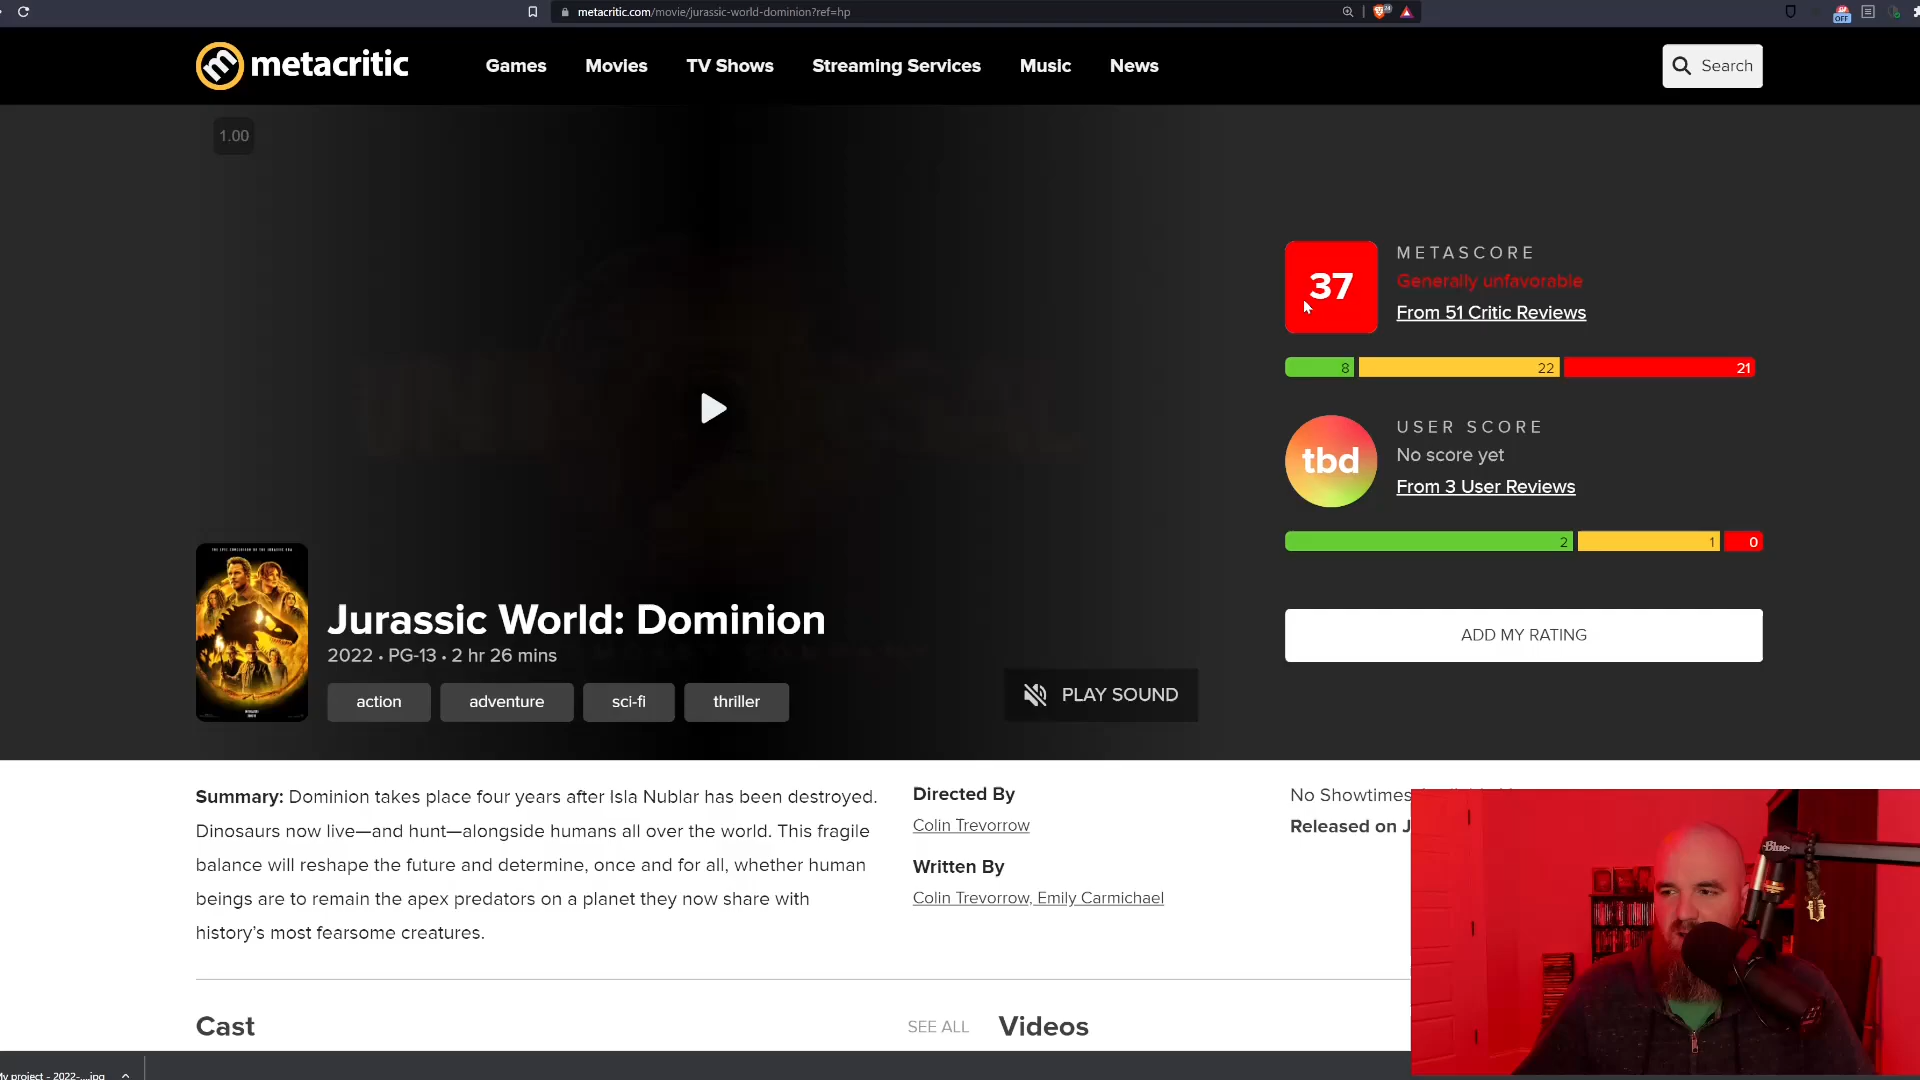 metacritic.com/movie/jurassic-world-dominion?ref=hp
OFF
metacritic
Games
Movies
TV Shows
Streaming Services
Music
News
Search
1.00
METASCORE
37
Generally unfavorable
From 51 Critic Reviews
8
22
21
USER SCORE
tbd
No score yet
From 3 User Reviews
2
1
0
ADD MY RATING
Jurassic World: Dominion
2022 • PG-13 • 2 hr 26 mins
action
adventure
sci-fi
thriller
PLAY SOUND
Summary: Dominion takes place four years after Isla Nublar has been destroyed.
Dinosaurs now live—and hunt—alongside humans all over the world. This fragile
balance will reshape the future and determine, once and for all, whether human
beings are to remain the apex predators on a planet they now share with
history’s most fearsome creatures.
Directed By
Colin Trevorrow
Written By
Colin Trevorrow, Emily Carmichael
No Showtimes
Released on J
Blue
Cast
SEE ALL
Videos
My project - 2022-....jpg